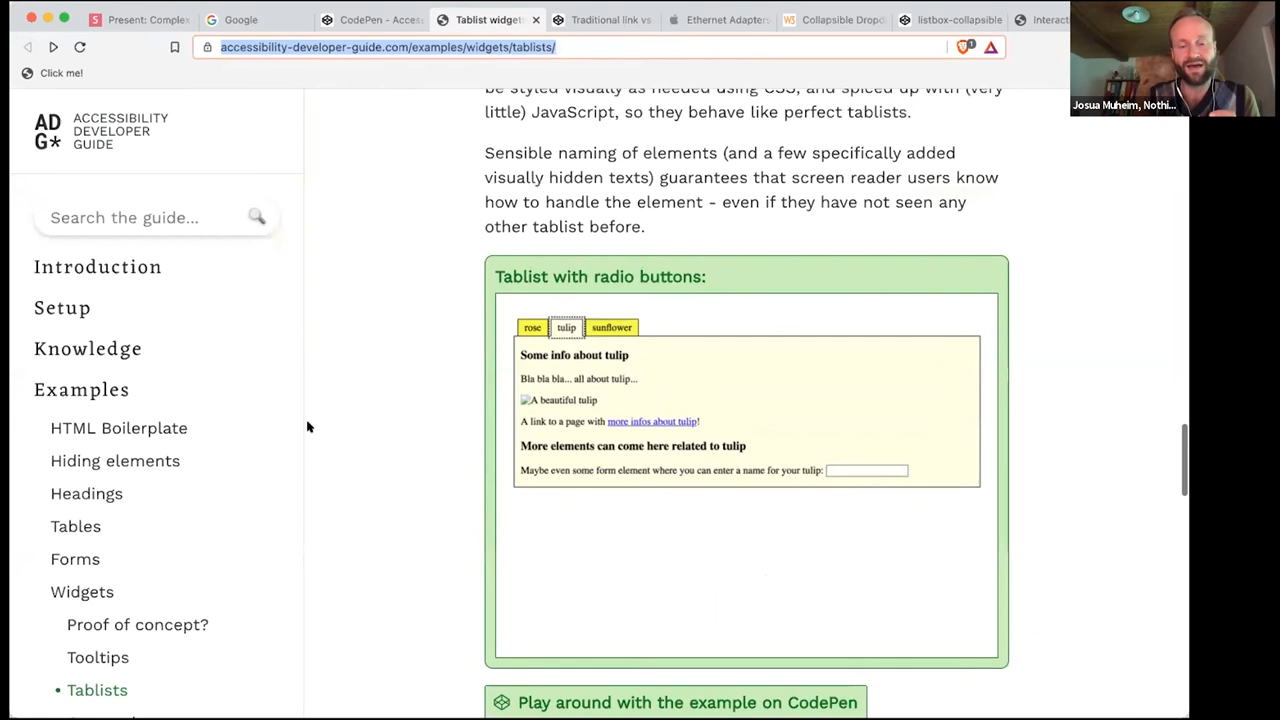 Present: Complex
Google
CodePen - Acces
Tablist widget
Traditional link vs
Ethernet Adapter
Collapsible Dropd
listbox-collapsible
Interact
accessibility-developer-guide.com/examples/widgets/tablists/
1
Click me!
Josua Muheim, Nothi...
ADG*
ACCESSIBILITY
DEVELOPER
GUIDE
Search the guide...
Introduction
Setup
Knowledge
Examples
HTML Boilerplate
Hiding elements
Headings
Tables
Forms
Widgets
Proof of concept?
Tooltips
• Tablists
be styled visually as needed using CSS, and spiced up with (very
little) JavaScript, so they behave like perfect tablists.
Sensible naming of elements (and a few specifically added
visually hidden texts) guarantees that screen reader users know
how to handle the element - even if they have not seen any
other tablist before.
Tablist with radio buttons:
rose tulip sunflower
Some info about tulip
Bla bla bla... all about tulip...
A beautiful tulip
A link to a page with more infos about tulip!
More elements can come here related to tulip
Maybe even some form element where you can enter a name for your tulip:
Play around with the example on CodePen